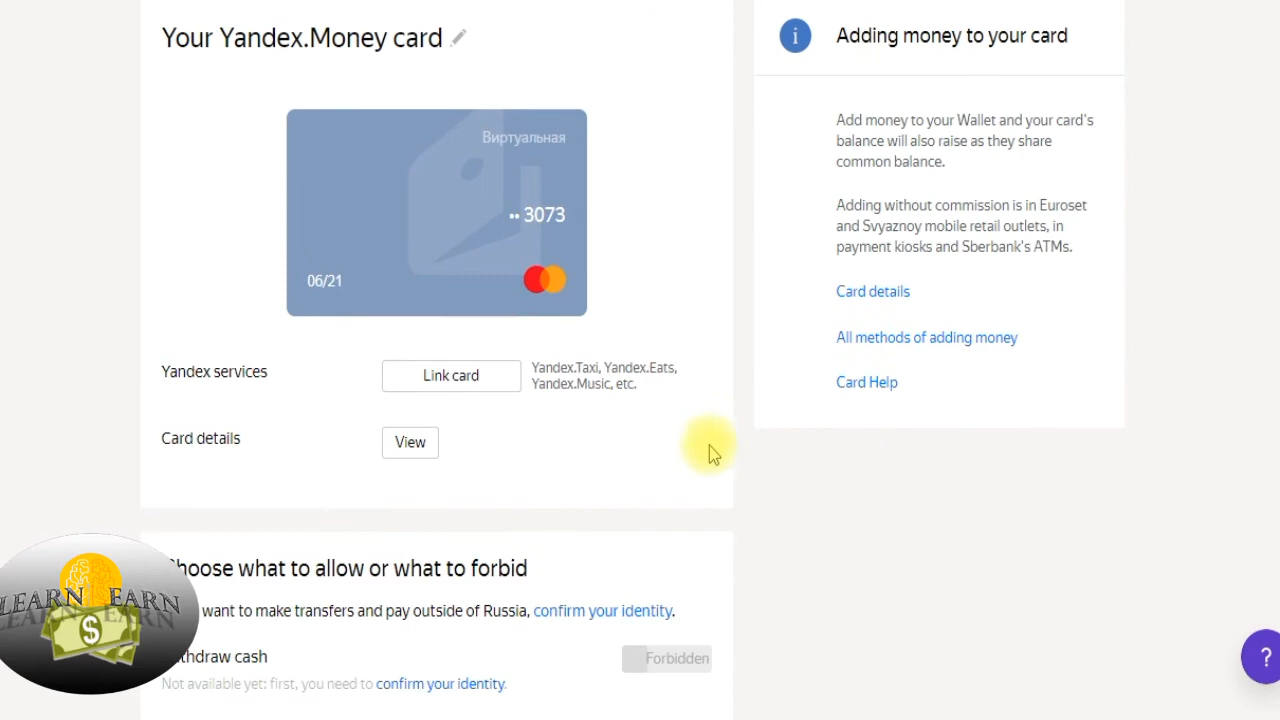 Your Yandex.Money card
Виртуальная
•• 3073
06/21
Yandex services
Link card
Yandex.Taxi, Yandex.Eats,
Yandex.Music, etc.
Card details
View
Choose what to allow or what to forbid
want to make transfers and pay outside of Russia, confirm your identity.
thdraw cash
Forbidden
Not available yet: first, you need to confirm your identity.
i
Adding money to your card
Add money to your Wallet and your card's
balance will also raise as they share
common balance.
Adding without commission is in Euroset
and Svyaznoy mobile retail outlets, in
payment kiosks and Sberbank's ATMs.
Card details
All methods of adding money
Card Help
LEARN EARN
$
?